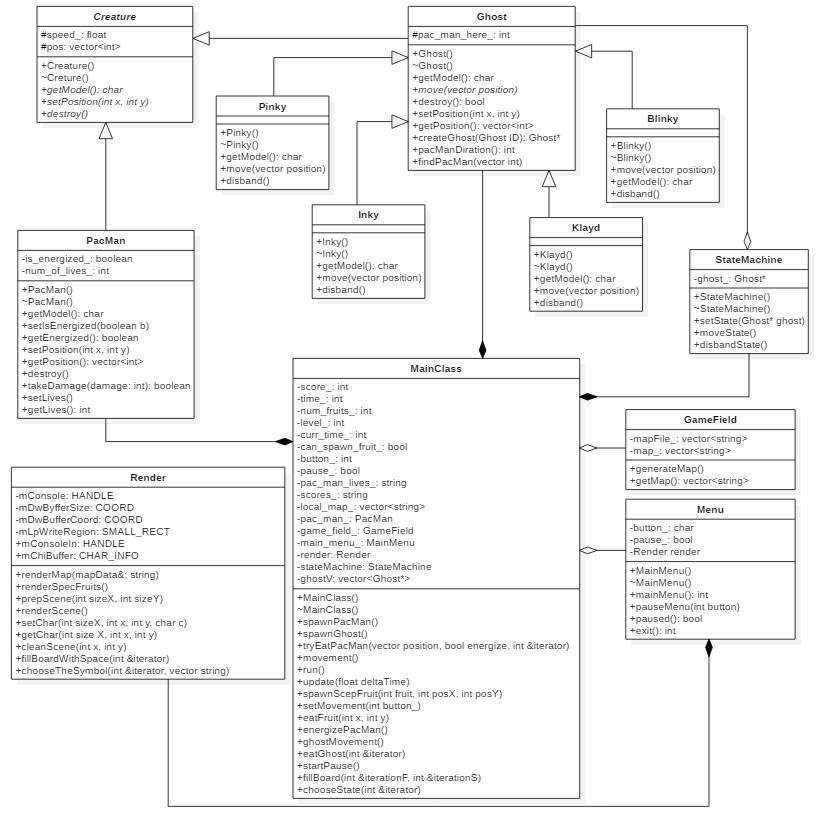 Creature
#speed_: float
#pos: vector<int>
+Creature()
~Creture()
+getModel(): char
+setPosition(int x, int y)
+destroy()
Ghost
#pac_man_here_: int
+Ghost()
~Ghost()
+getModel(): char
+move(vector position)
+destroy(): bool
+setPosition(int x, int y)
+getPosition(): vector<int>
+createGhost(Ghost ID): Ghost*
+pacManDiration(): int
+findPacMan(vector int)
Pinky
+Pinky()
~Pinky()
+getModel(): char
+move(vector position)
+disband()
Blinky
+Blinky()
~Blinky()
+move(vector position)
+getModel(): char
+disband()
Inky
+Inky()
~Inky()
+getModel(): char
+move(vector position)
+disband()
Klayd
+Klayd()
~Klayd()
+getModel(): char
+move(vector position)
+disband()
PacMan
-is_energized_: boolean
-num_of_lives_: int
+PacMan()
~PacMan()
+getModel(): char
+setIsEnergized(boolean b)
+getEnergized(): boolean
+setPosition(int x, int y)
+getPosition(): vector<int>
+destroy()
+takeDamage(damage: int): boolean
+setLives()
+getLives(): int
StateMachine
-ghost_: Ghost*
+StateMachine()
~StateMachine()
+setState(Ghost* ghost)
+moveState()
+disbandState()
MainClass
-score_: int
-time_: int
-num_fruits_: int
-level_: int
-curr_time_: int
-can_spawn_fruit_: bool
-button_: int
-pause_: bool
-pac_man_lives_: string
-scores_: string
-local_map_: vector<string>
-pac_man_: PacMan
-game_field_: GameField
-main_menu_: MainMenu
-render: Render
-stateMachine: StateMachine
-ghostV: vector<Ghost*>
+MainClass()
~MainClass()
+spawnPacMan()
+spawnGhost()
+tryEatPacMan(vector position, bool energize, int &iterator)
+movement()
+run()
+update(float deltaTime)
+spawnScepFruit(int fruit, int posX, int posY)
+setMovement(int button_)
+eatFruit(int x, int y)
+energizePacMan()
+ghostMovement()
+eatGhost(int &iterator)
+startPause()
+fillBoard(int &iterationF, int &iterationS)
+chooseState(int &iterator)
GameField
-mapFile_: vector<string>
-map_: vector<string>
+generateMap()
+getMap(): vector<string>
Render
-mConsole: HANDLE
-mDwByfferSize: COORD
-mDwBufferCoord: COORD
-mLpWriteRegion: SMALL_RECT
+mConsoleIn: HANDLE
+mChiBuffer: CHAR_INFO
+renderMap(mapData&: string)
+renderSpecFruits()
+prepScene(int sizeX, int sizeY)
+renderScene()
+setChar(int sizeX, int x, int y, char c)
+getChar(int size X, int x, int y)
+cleanScene(int x, int y)
+fillBoardWithSpace(int &iterator)
+chooseTheSymbol(int &iterator, vector string)
Menu
-button_: char
-pause_: bool
-Render render
+MainMenu()
~MainMenu()
+mainMenu(): int
+pauseMenu(int button)
+paused(): bool
+exit(): int